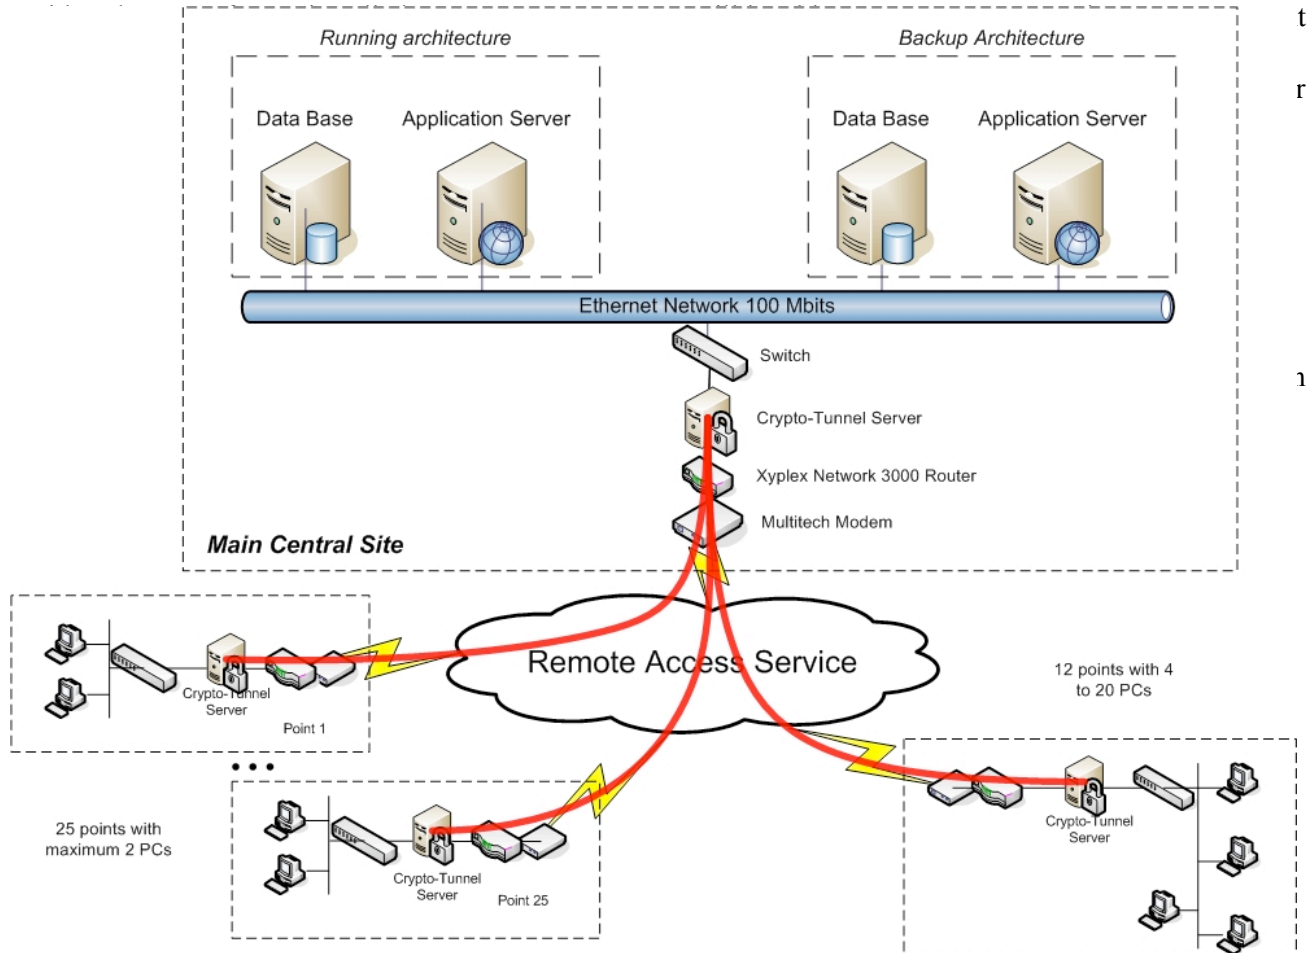 t
Running architecture
Backup Architecture
r
Data Base
Application Server
Data Base
Application Server
Ethernet Network 100 Mbits
Switch
Crypto-Tunnel Server
Xyplex Network 3000 Router
Multitech Modem
Main Central Site
Remote Access Service
12 points with 4
to 20 PCs
Crypto-Tunnel
Server
Point 1
• • •
25 points with
maximum 2 PCs
Crypto-Tunnel
Server
Point 25
Crypto-Tunnel
Server